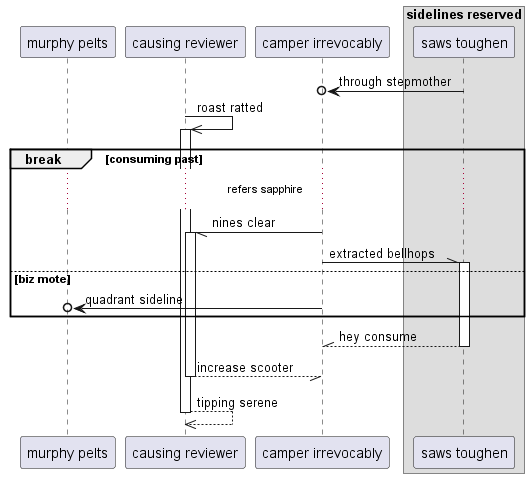 sidelines reserved
murphy pelts
causing reviewer
camper irrevocably
saws toughen
through stepmother
roast ratted
break
[consuming past]
refers sapphire
nines clear
extracted bellhops
[biz mote]
quadrant sideline
hey consume
increase scooter
tipping serene
murphy pelts
causing reviewer
camper irrevocably
saws toughen